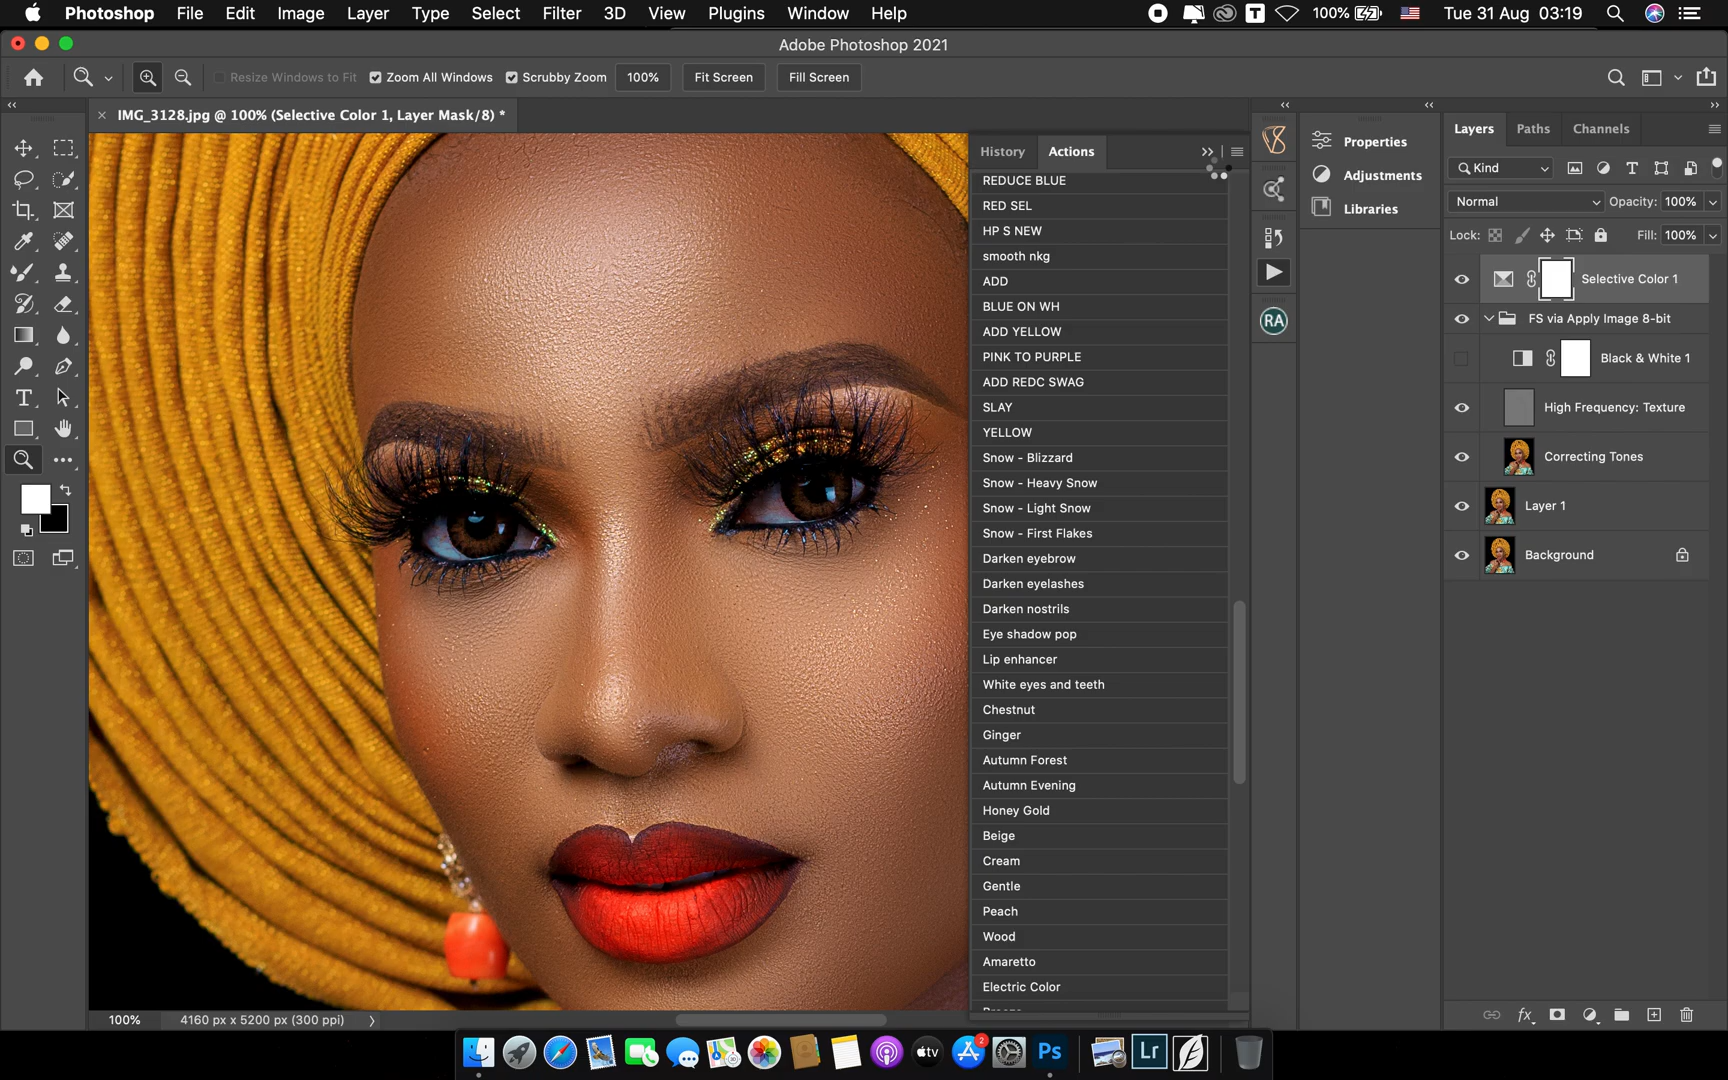 Photoshop File Edit Image Layer Type Select Filter 3D View Plugins Window Help T 100% Tue 31 Aug 03:19
Adobe Photoshop 2021
Resize Windows to Fit Zoom All Windows Scrubby Zoom 100% Fit Screen Fill Screen
IMG_3128.jpg @ 100% (Selective Color 1, Layer Mask/8) *
History Actions
REDUCE BLUE
RED SEL
HP S NEW
smooth nkg
ADD
BLUE ON WH
ADD YELLOW
PINK TO PURPLE
ADD REDC SWAG
SLAY
YELLOW
Snow - Blizzard
Snow - Heavy Snow
Snow - Light Snow
Snow - First Flakes
Darken eyebrow
Darken eyelashes
Darken nostrils
Eye shadow pop
Lip enhancer
White eyes and teeth
Chestnut
Ginger
Autumn Forest
Autumn Evening
Honey Gold
Beige
Cream
Gentle
Peach
Wood
Amaretto
Electric Color
RA
Properties
Adjustments
Libraries
Layers Paths Channels
Kind
Normal Opacity: 100%
Lock: Fill: 100%
Selective Color 1
FS via Apply Image 8-bit
Black & White 1
High Frequency: Texture
Correcting Tones
Layer 1
Background
fx
100% 4160 px x 5200 px (300 ppi)
tv 2 Ps Lr